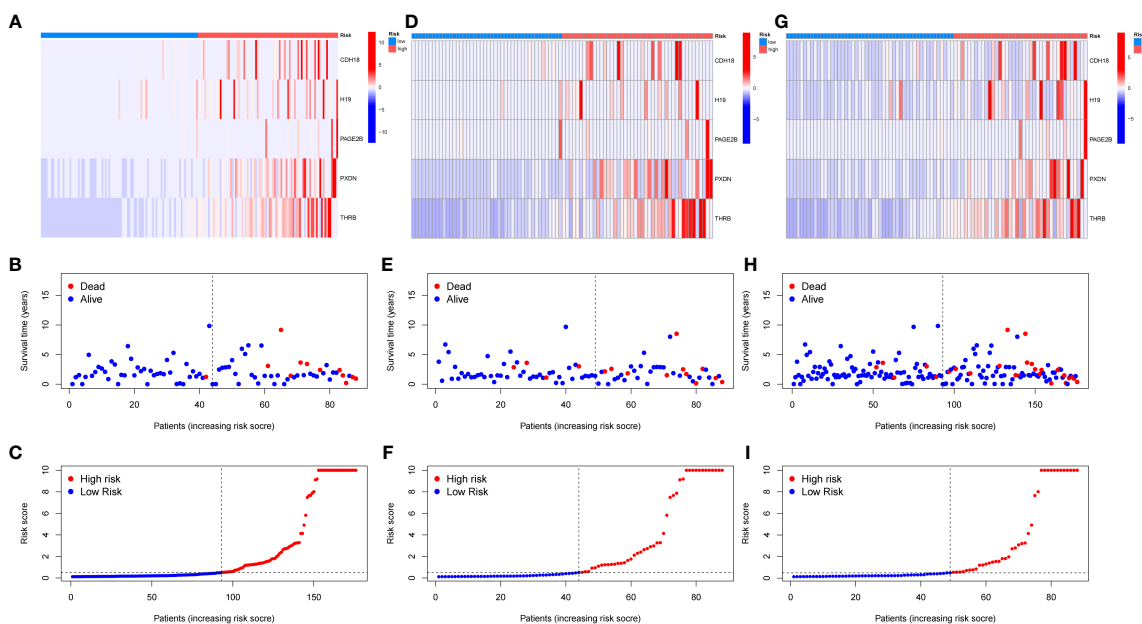 A
Risk
Risk
low
high
10
5
0
−5
−10
CDH18
H19
PAGE2B
PXDN
THRB
D
Risk
Risk
low
high
5
0
−5
CDH18
H19
PAGE2B
PXDN
THRB
G
Risk
Risk
low
high
5
0
−5
CDH18
H19
PAGE2B
PXDN
THRB
B
Dead
Alive
Survival time (years)
0 5 10 15
0 20 40 60 80
Patients (increasing risk socre)
E
Dead
Alive
Survival time (years)
0 5 10 15
0 20 40 60 80
Patients (increasing risk socre)
H
Dead
Alive
Survival time (years)
0 5 10 15
0 50 100 150
Patients (increasing risk socre)
C
High risk
Low Risk
Risk score
0 2 4 6 8 10
0 50 100 150
Patients (increasing risk socre)
F
High risk
Low Risk
Risk score
0 2 4 6 8 10
0 20 40 60 80
Patients (increasing risk socre)
I
High risk
Low Risk
Risk score
0 2 4 6 8 10
0 20 40 60 80
Patients (increasing risk socre)